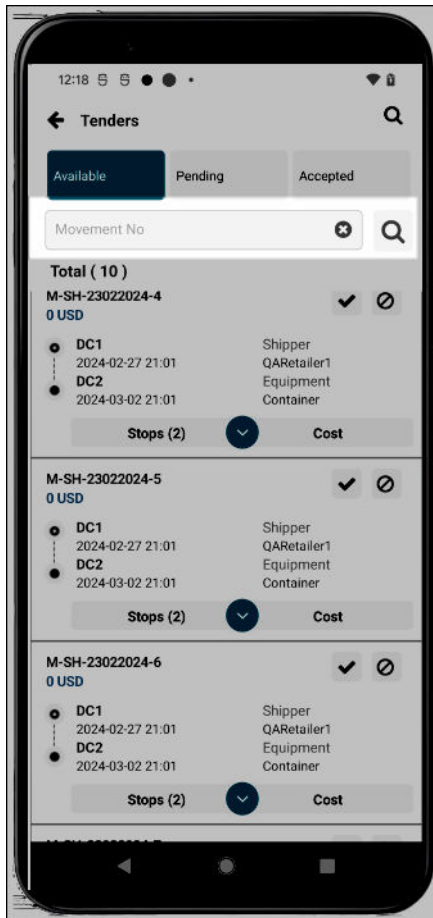 12:18
Tenders
Available Pending Accepted
Movement No
Total ( 10 )
M-SH-23022024-4
0 USD
DC1 Shipper
2024-02-27 21:01 QARetailer1
DC2 Equipment
2024-03-02 21:01 Container
Stops (2) Cost
M-SH-23022024-5
0 USD
DC1 Shipper
2024-02-27 21:01 QARetailer1
DC2 Equipment
2024-03-02 21:01 Container
Stops (2) Cost
M-SH-23022024-6
0 USD
DC1 Shipper
2024-02-27 21:01 QARetailer1
DC2 Equipment
2024-03-02 21:01 Container
Stops (2) Cost